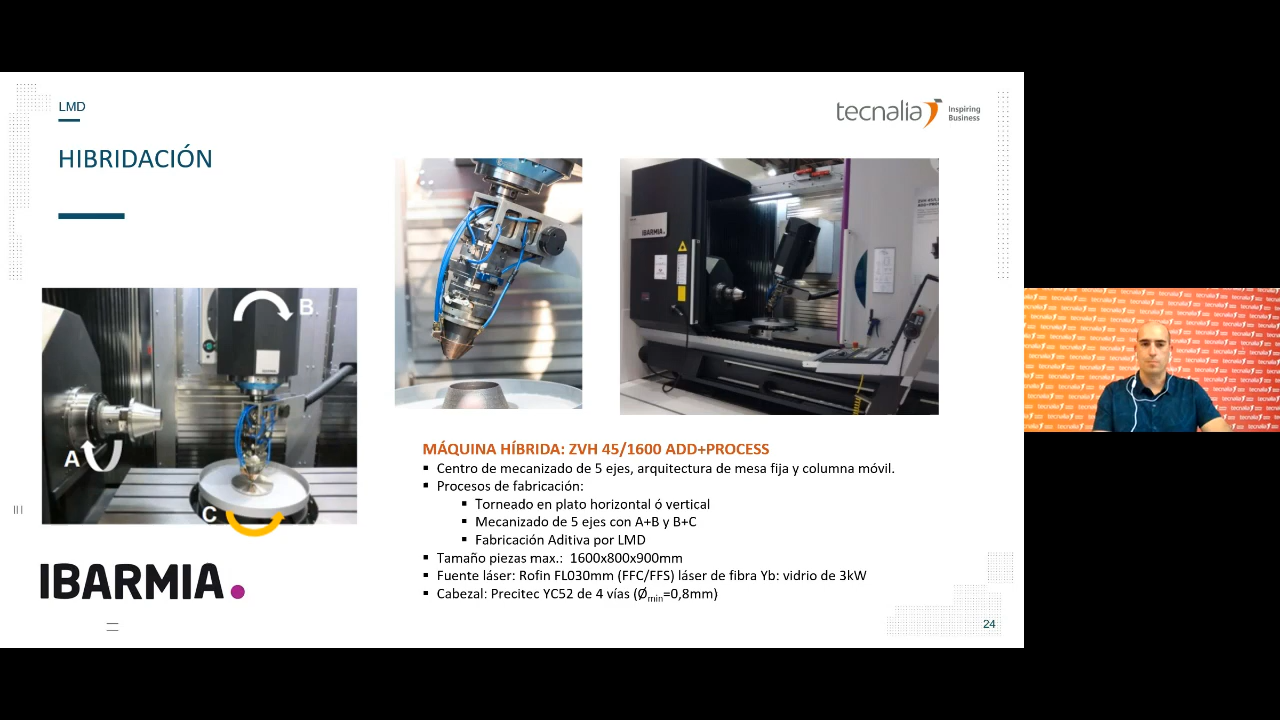 LMD
tecnalia Inspiring
Business
HIBRIDACIÓN
IBARMIA
B
A
C
MÁQUINA HÍBRIDA: ZVH 45/1600 ADD+PROCESS
▪ Centro de mecanizado de 5 ejes, arquitectura de mesa fija y columna móvil.
▪ Procesos de fabricación:
▪ Torneado en plato horizontal ó vertical
▪ Mecanizado de 5 ejes con A+B y B+C
▪ Fabricación Aditiva por LMD
▪ Tamaño piezas max.: 1600x800x900mm
▪ Fuente láser: Rofin FL030mm (FFC/FFS) láser de fibra Yb: vidrio de 3kW
▪ Cabezal: Precitec YC52 de 4 vías (Ømin=0,8mm)
IBARMIA.
24
tecnalia